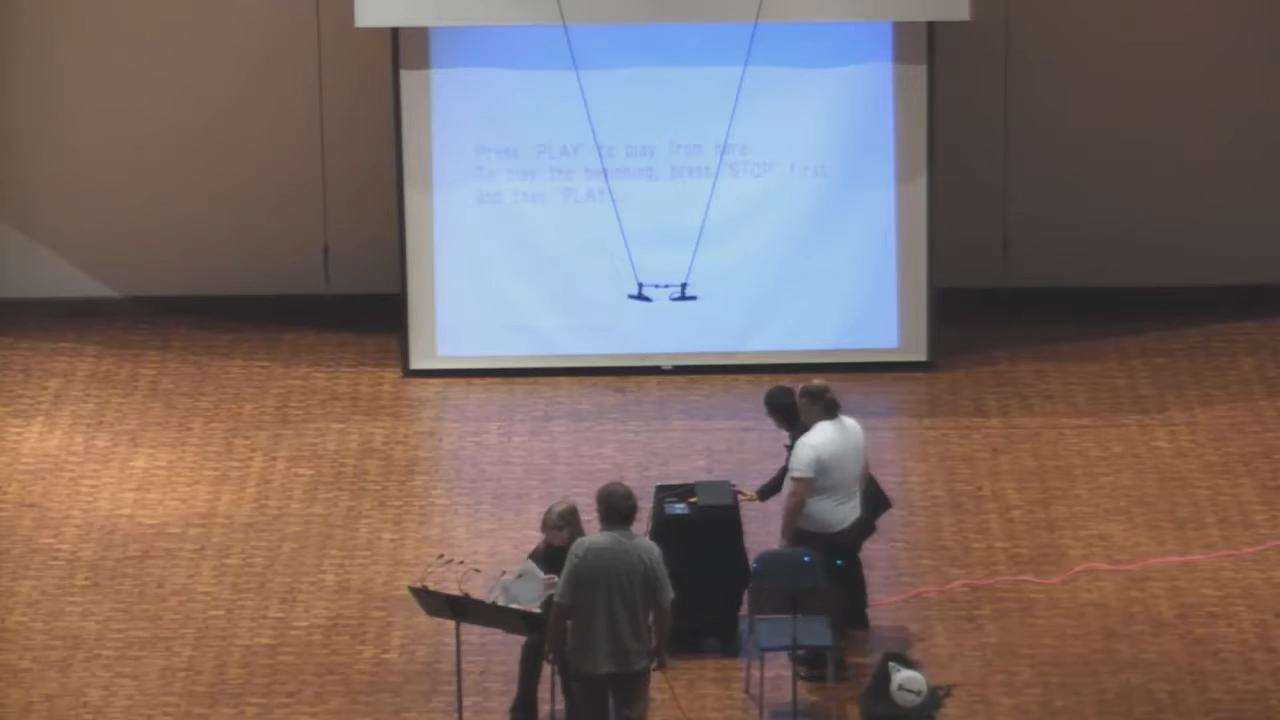 Press 'PLAY' to play from here.
To play the beginning, press 'STOP' first
and then 'PLAY'.